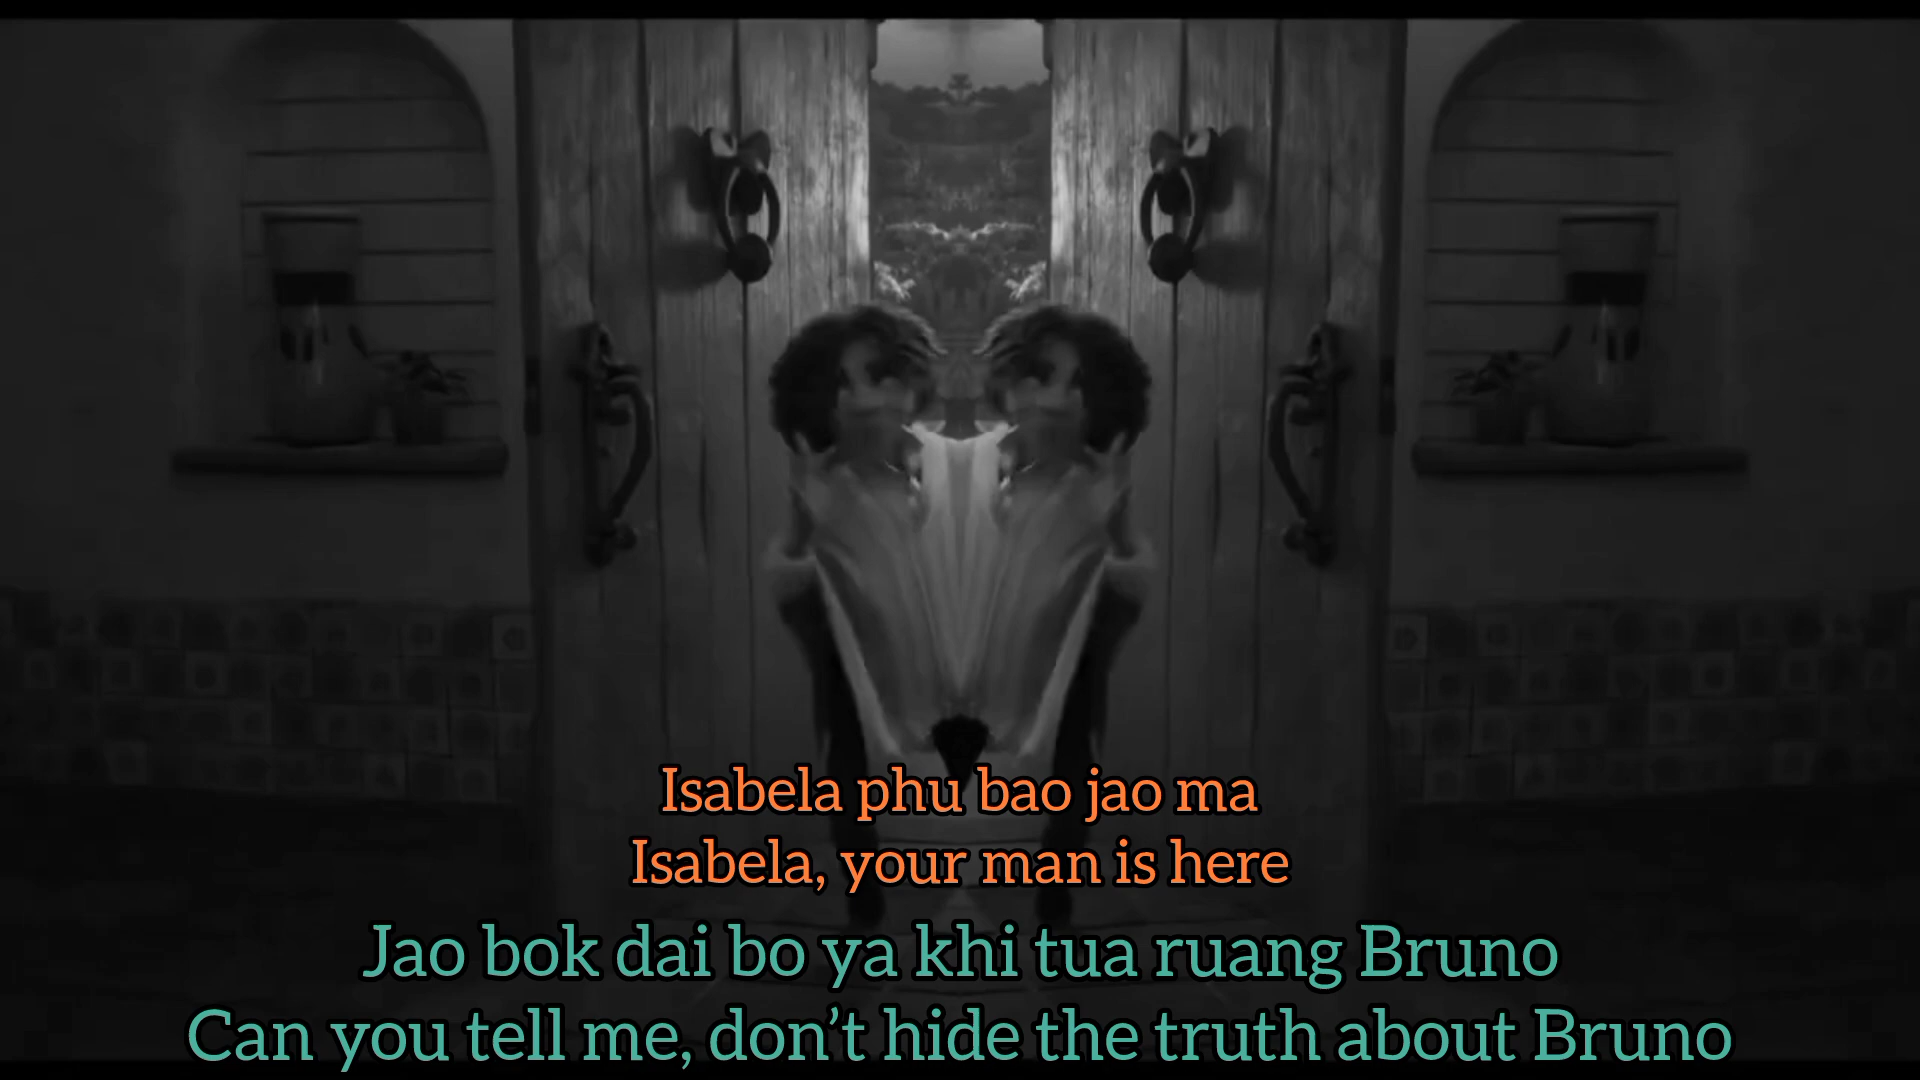 Isabela phu bao jao ma
Isabela, your man is here
Jao bok dai bo ya khi tua ruang Bruno
Can you tell me, don’t hide the truth about Bruno